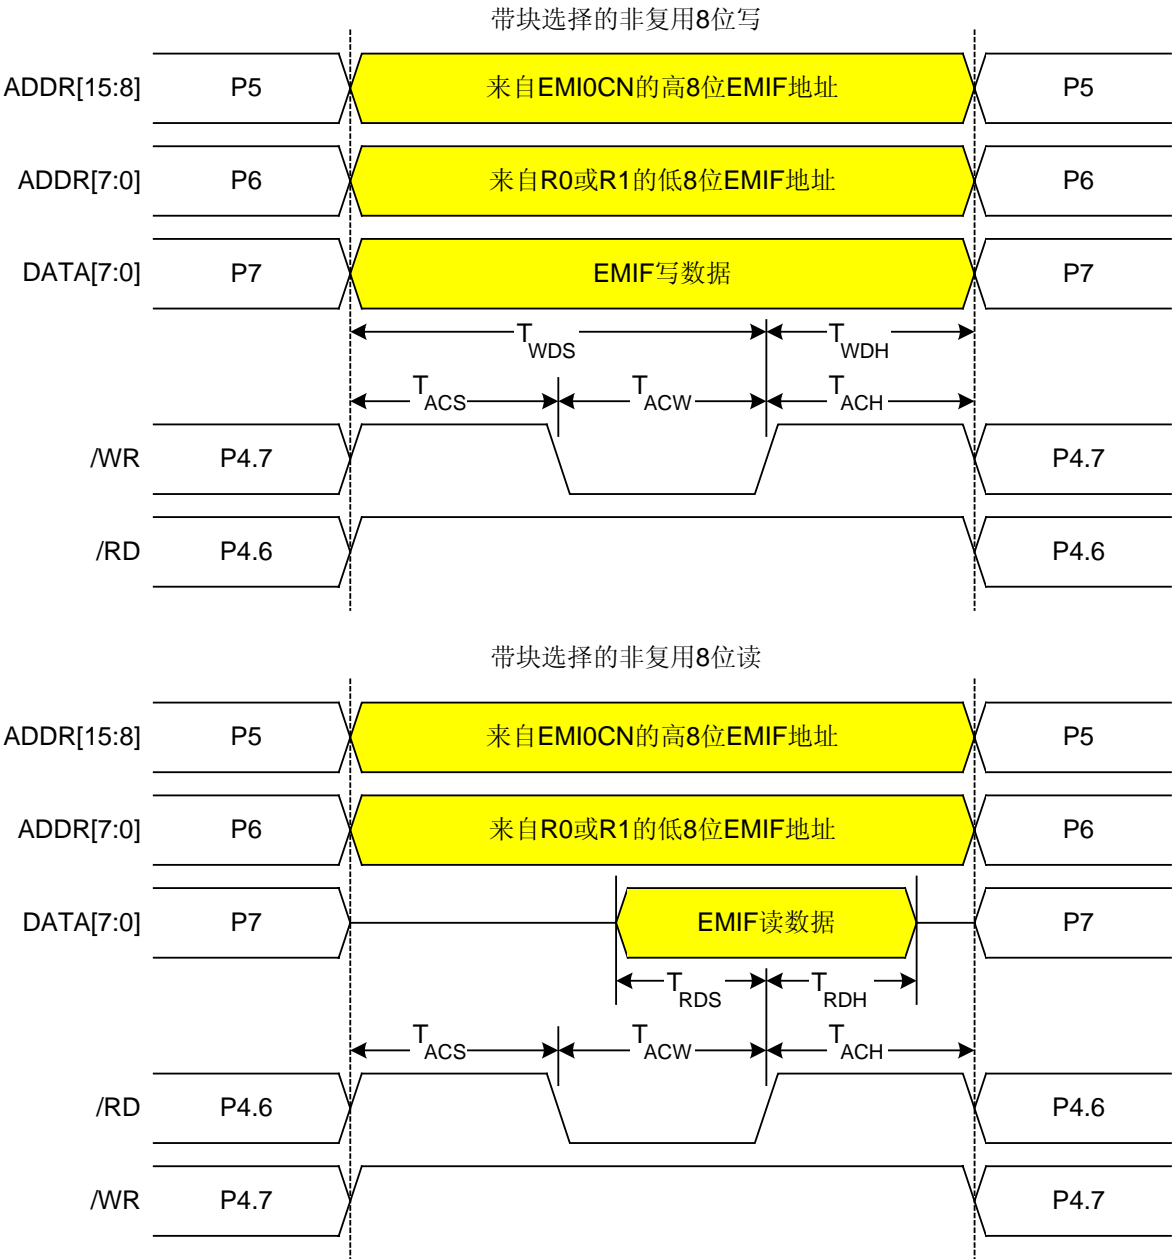 带块选择的非复用8位写
ADDR[15:8] P5 来自EMI0CN的高8位EMIF地址 P5
ADDR[7:0] P6 来自R0或R1的低8位EMIF地址 P6
DATA[7:0] P7 EMIF写数据 P7
TWDS TWDH
TACS TACW TACH
/WR P4.7 P4.7
/RD P4.6 P4.6
带块选择的非复用8位读
ADDR[15:8] P5 来自EMI0CN的高8位EMIF地址 P5
ADDR[7:0] P6 来自R0或R1的低8位EMIF地址 P6
DATA[7:0] P7 EMIF读数据 P7
TRDS TRDH
TACS TACW TACH
/RD P4.6 P4.6
/WR P4.7 P4.7